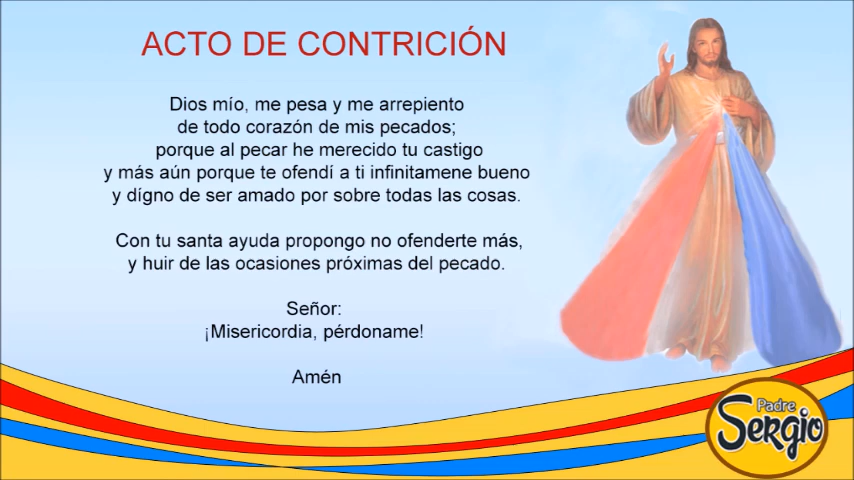 ACTO DE CONTRICIÓN
Dios mío, me pesa y me arrepiento
de todo corazón de mis pecados;
porque al pecar he merecido tu castigo
y más aún porque te ofendí a ti infinitamene bueno
y dígno de ser amado por sobre todas las cosas.
Con tu santa ayuda propongo no ofenderte más,
y huir de las ocasiones próximas del pecado.
Señor:
¡Misericordia, pérdoname!
Amén
Padre
Sergio